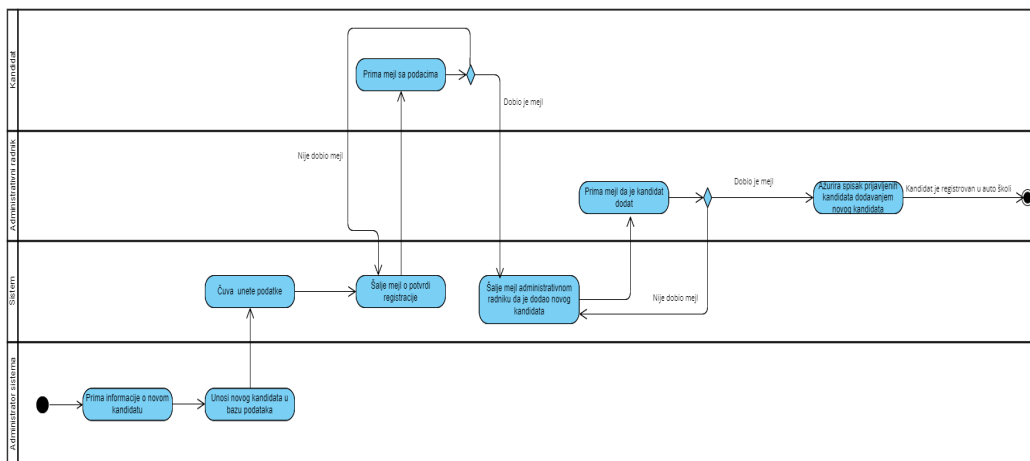 Kandidat
Prima mejl sa podacima
Dobio je mejl
Nije dobio mejl
Administrativni radnik
Prima mejl da je kandidat
dodat
Dobio je mejl
Ažurira spisak prijavljenih
kandidata dodavanjem
novog kandidata
Kandidat je registrovan u auto školi
Sistem
Čuva unete podatke
Šalje mejl o potvrdi
registracije
Šalje mejl administrativnom
radniku da je dodao novog
kandidata
Nije dobio mejl
Administrator sistema
Prima informacije o novom
kandidatu
Unosi novog kandidata u
bazu podataka